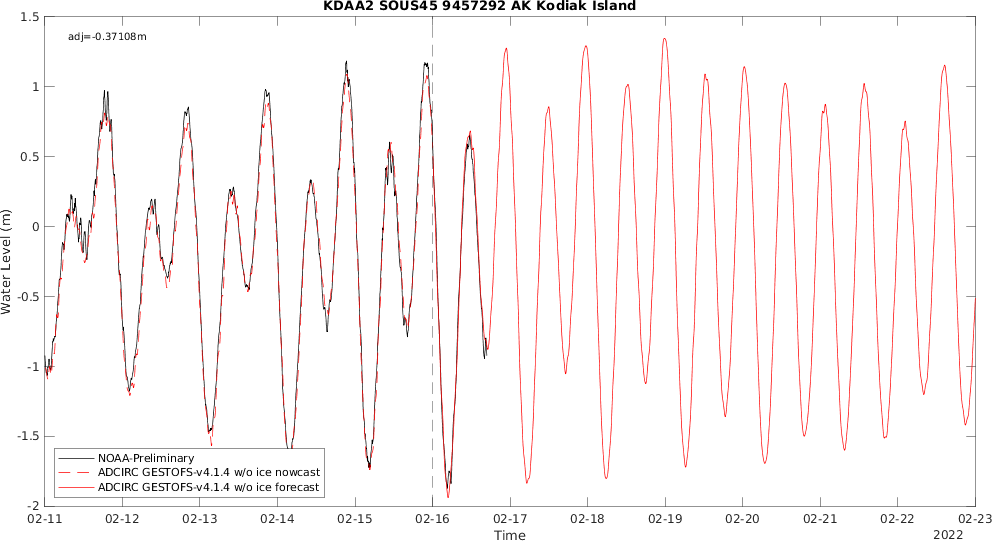 KDAA2 SOUS45 9457292 AK Kodiak Island
adj=-0.37108m
1.5
1
0.5
0
-0.5
-1
-1.5
-2
Water Level (m)
NOAA-Preliminary
ADCIRC GESTOFS-v4.1.4 w/o ice nowcast
ADCIRC GESTOFS-v4.1.4 w/o ice forecast
02-11 02-12 02-13 02-14 02-15 02-16 02-17 02-18 02-19 02-20 02-21 02-22 02-23
Time
2022